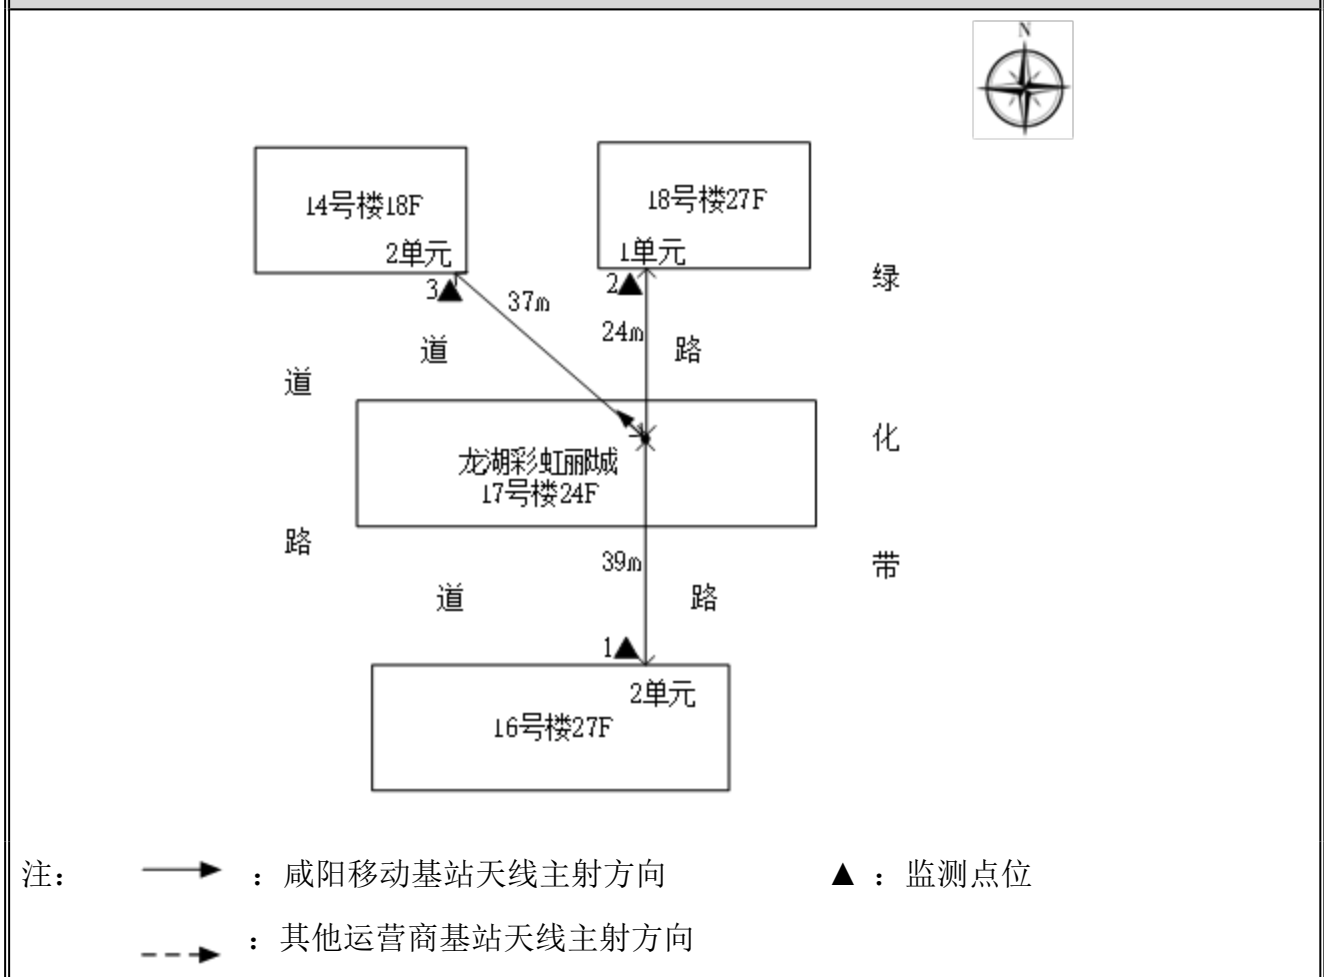 N
14号楼18F
2单元
18号楼27F
1单元
3▲
2▲
37m
24m
道
路
道
路
绿
化
带
龙湖彩虹郦城
17号楼24F
39m
道
路
1▲
2单元
16号楼27F
注：
：咸阳移动基站天线主射方向
▲：监测点位
：其他运营商基站天线主射方向